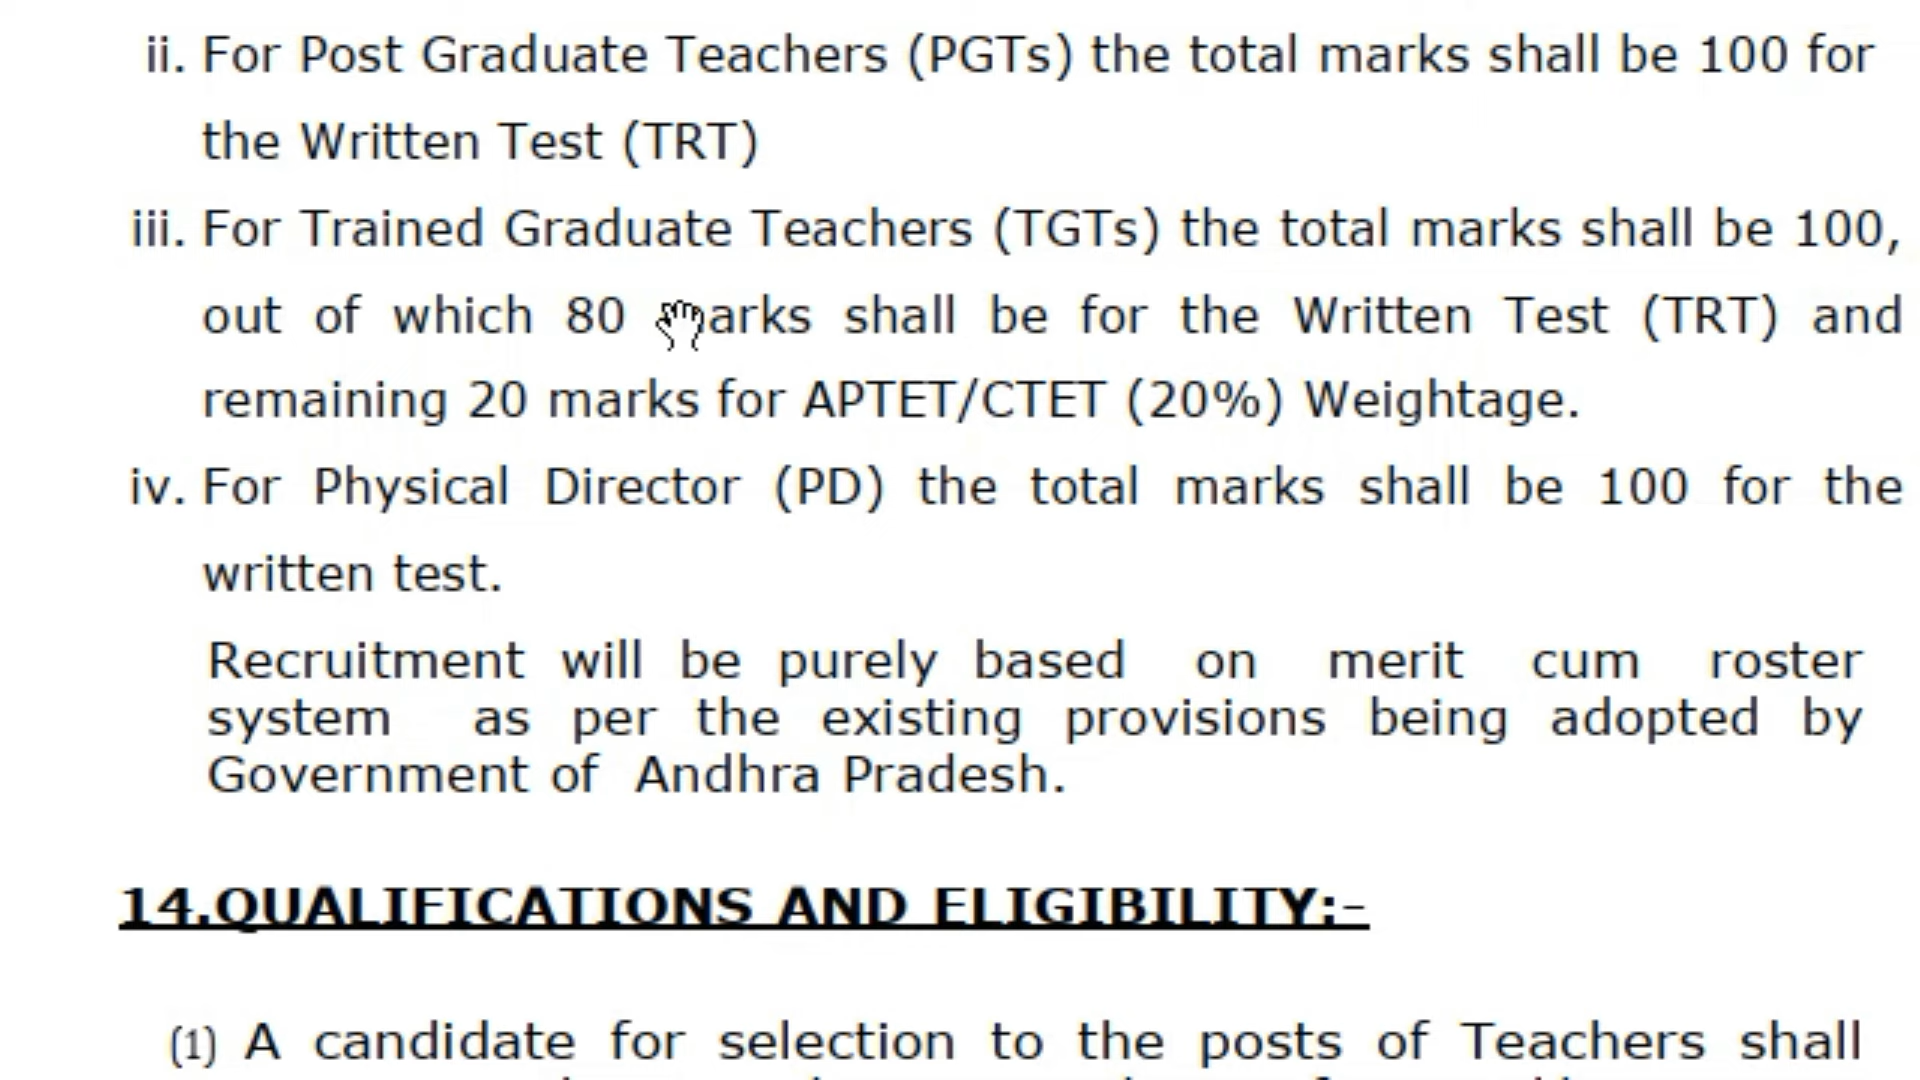 ii. For Post Graduate Teachers (PGTs) the total marks shall be 100 for
the Written Test (TRT)
iii. For Trained Graduate Teachers (TGTs) the total marks shall be 100,
out of which 80 marks shall be for the Written Test (TRT) and
remaining 20 marks for APTET/CTET (20%) Weightage.
iv. For Physical Director (PD) the total marks shall be 100 for the
written test.
Recruitment will be purely based on merit cum roster
system as per the existing provisions being adopted by
Government of Andhra Pradesh.
14.QUALIFICATIONS AND ELIGIBILITY:-
(1) A candidate for selection to the posts of Teachers shall